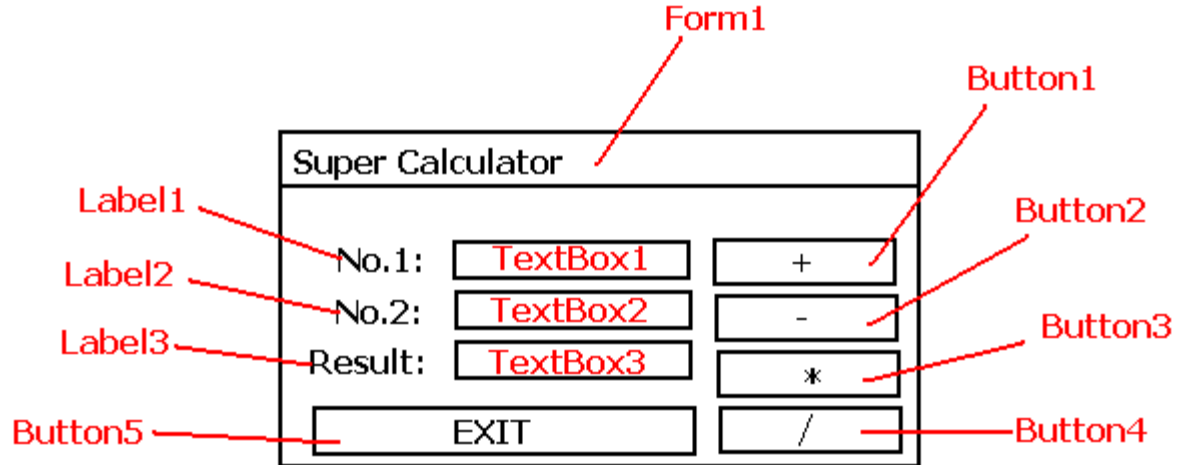 Form1
Button1
Super Calculator
Label1
Button2
No.1: TextBox1 +
Label2
No.2: TextBox2 -
Button3
Label3
Result: TextBox3 *
Button5 EXIT / Button4